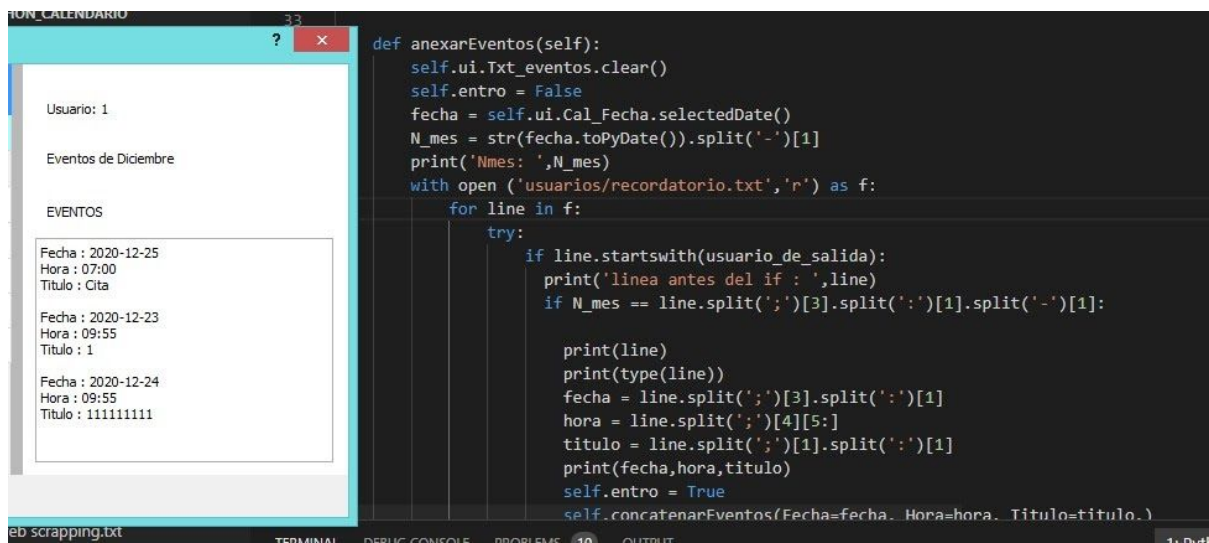 ION_CALENDARIO
? ×
Usuario: 1
Eventos de Diciembre
EVENTOS
Fecha : 2020-12-25
Hora : 07:00
Titulo : Cita
Fecha : 2020-12-23
Hora : 09:55
Titulo : 1
Fecha : 2020-12-24
Hora : 09:55
Titulo : 111111111
eb scrapping.txt
33
def anexarEventos(self):
self.ui.Txt_eventos.clear()
self.entro = False
fecha = self.ui.Cal_Fecha.selectedDate()
N_mes = str(fecha.toPyDate()).split('-')[1]
print('Nmes: ',N_mes)
with open ('usuarios/recordatorio.txt','r') as f:
for line in f:
try:
if line.startswith(usuario_de_salida):
print('linea antes del if : ',line)
if N_mes == line.split(';')[3].split(':')[1].split('-')[1]:
print(line)
print(type(line))
fecha = line.split(';')[3].split(':')[1]
hora = line.split(';')[4][5:]
titulo = line.split(';')[1].split(':')[1]
print(fecha,hora,titulo)
self.entro = True
self.concatenarEventos(Fecha=fecha, Hora=hora, Titulo=titulo,)
TERMINAL DEBUG CONSOLE PROBLEMS 10 OUTPUT 1: Pyth